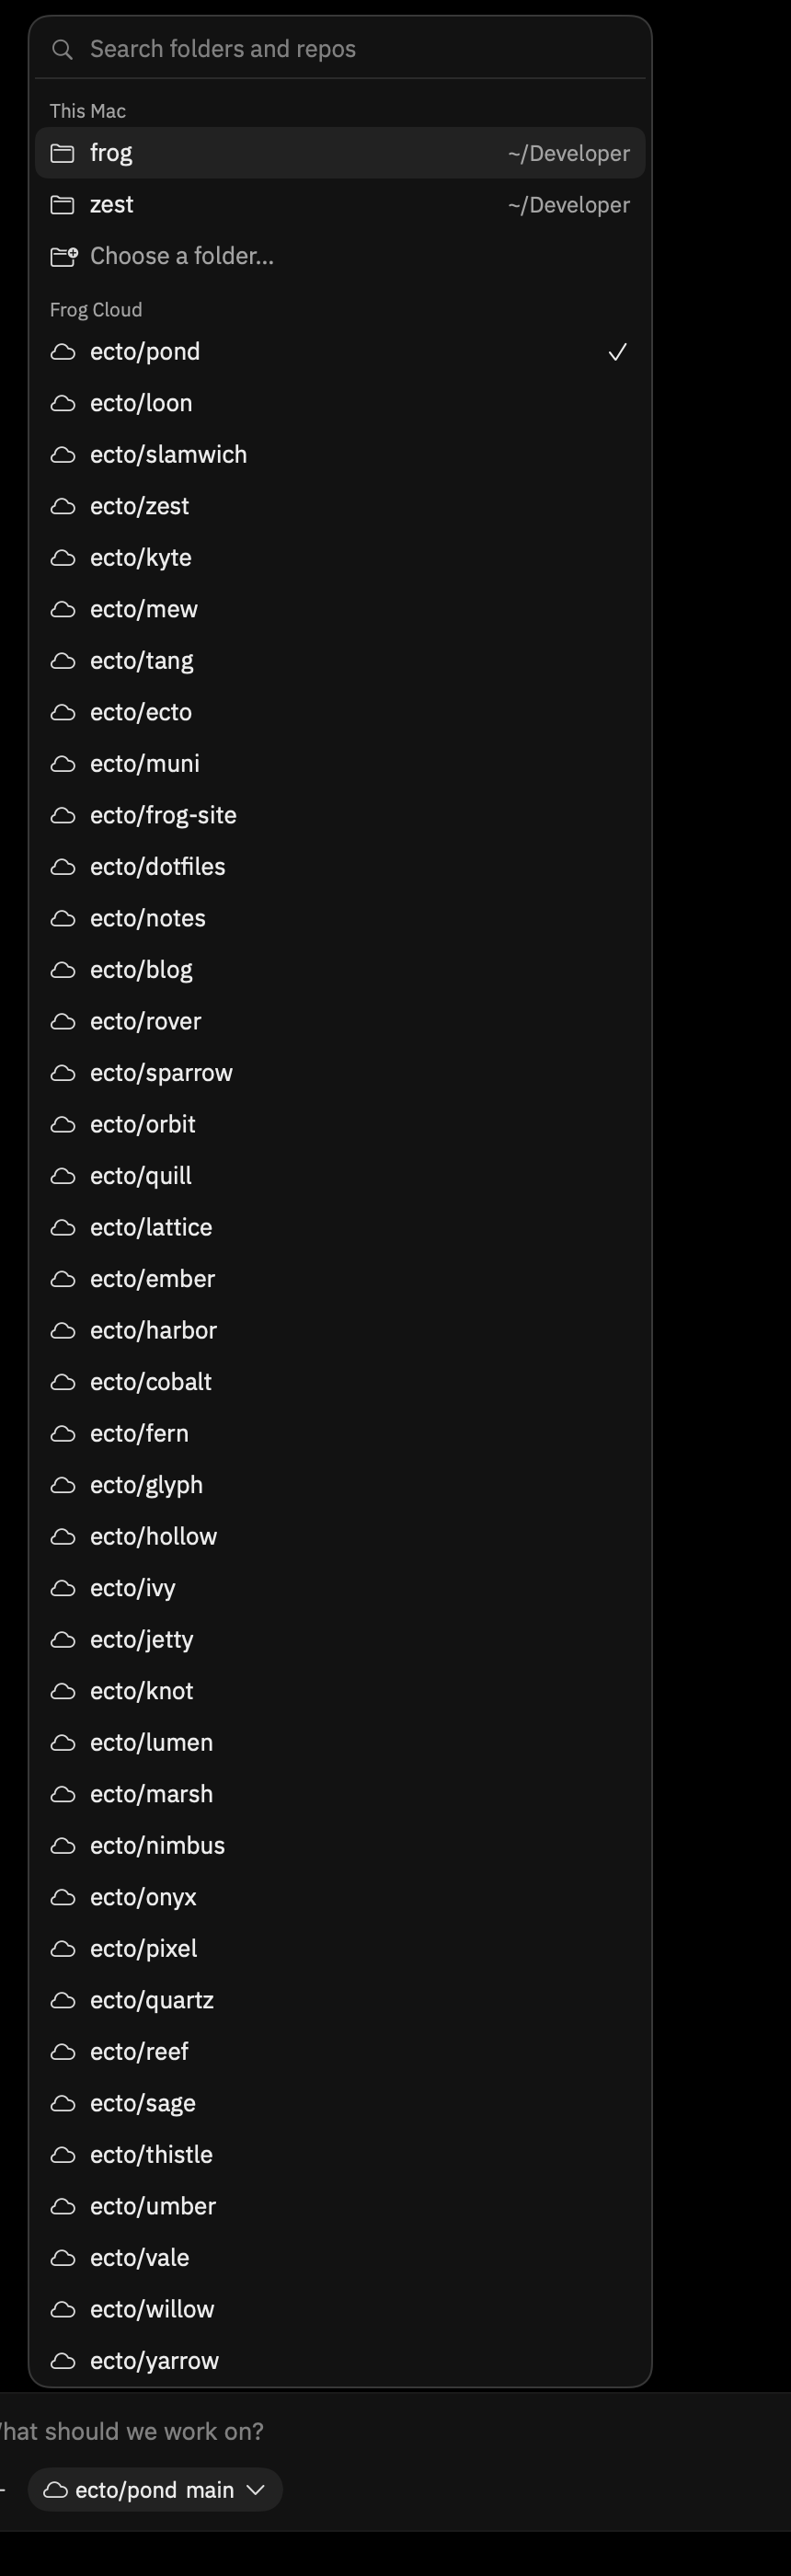 Search folders and repos
This Mac
frog ~/Developer
zest ~/Developer
Choose a folder...
Frog Cloud
ecto/pond
ecto/loon
ecto/slamwich
ecto/zest
ecto/kyte
ecto/mew
ecto/tang
ecto/ecto
ecto/muni
ecto/frog-site
ecto/dotfiles
ecto/notes
ecto/blog
ecto/rover
ecto/sparrow
ecto/orbit
ecto/quill
ecto/lattice
ecto/ember
ecto/harbor
ecto/cobalt
ecto/fern
ecto/glyph
ecto/hollow
ecto/ivy
ecto/jetty
ecto/knot
ecto/lumen
ecto/marsh
ecto/nimbus
ecto/onyx
ecto/pixel
ecto/quartz
ecto/reef
ecto/sage
ecto/thistle
ecto/umber
ecto/vale
ecto/willow
ecto/yarrow
hat should we work on?
ecto/pond main